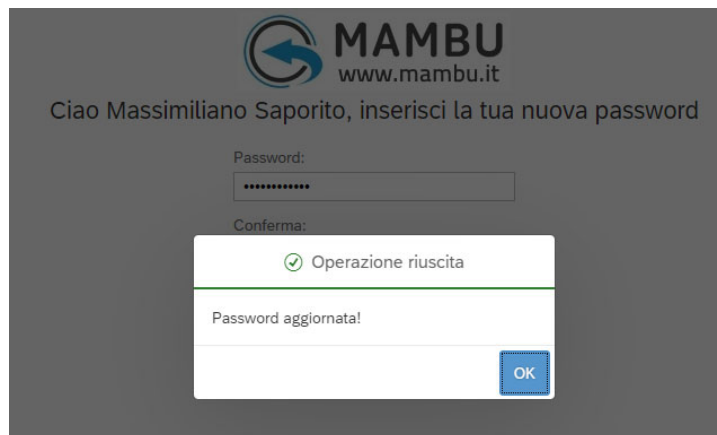 MAMBU
www.mambu.it
Ciao Massimiliano Saporito, inserisci la tua nuova password
Password:
••••••••••••
Conferma:
Operazione riuscita
Password aggiornata!
OK